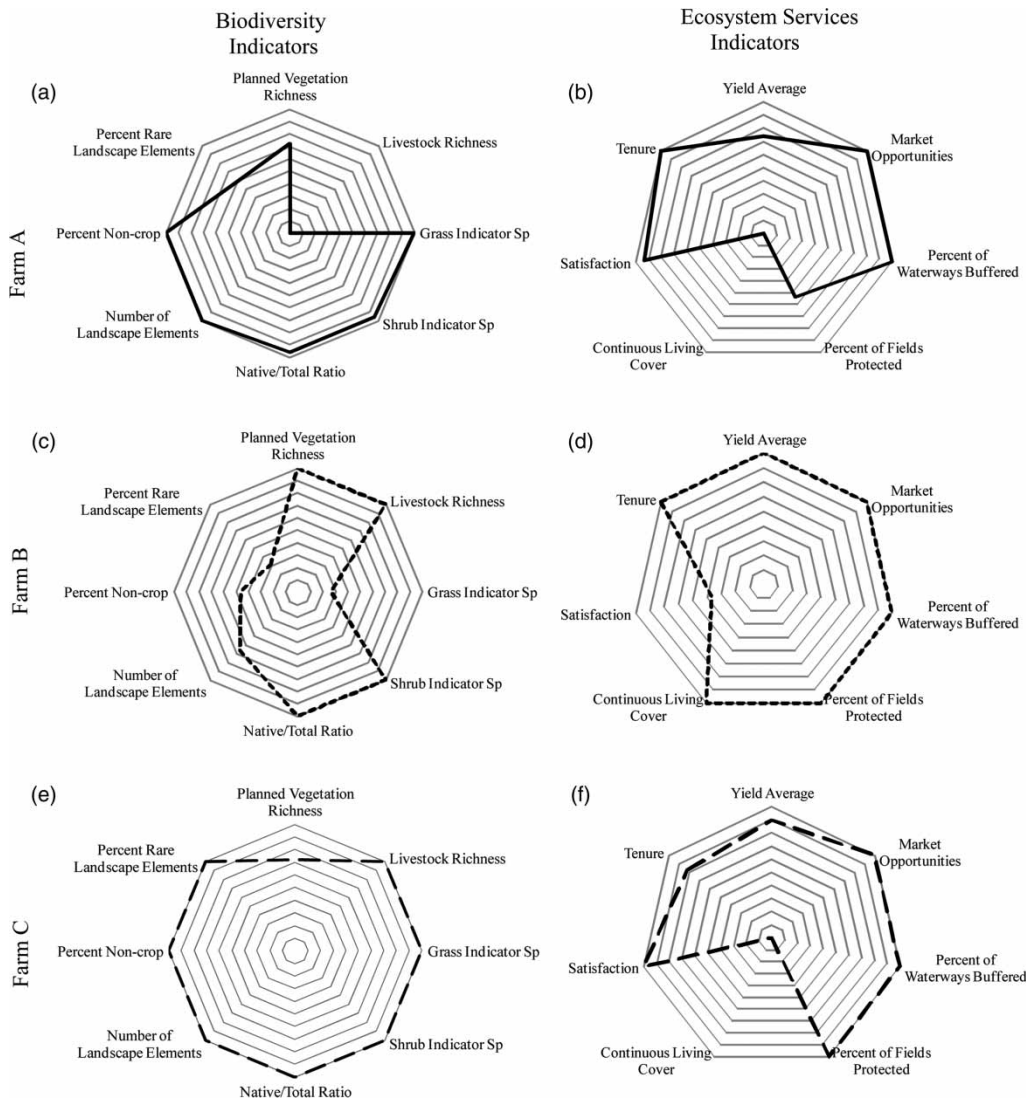 Biodiversity
Indicators
Ecosystem Services
Indicators
Farm A
(a)
Planned Vegetation
Richness
Percent Rare
Landscape Elements
Livestock Richness
Percent Non-crop
Grass Indicator Sp
Number of
Landscape Elements
Shrub Indicator Sp
Native/Total Ratio
(b)
Yield Average
Tenure
Market
Opportunities
Satisfaction
Percent of
Waterways Buffered
Continuous Living
Cover
Percent of Fields
Protected
Farm B
(c)
Planned Vegetation
Richness
Percent Rare
Landscape Elements
Livestock Richness
Percent Non-crop
Grass Indicator Sp
Number of
Landscape Elements
Shrub Indicator Sp
Native/Total Ratio
(d)
Yield Average
Tenure
Market
Opportunities
Satisfaction
Percent of
Waterways Buffered
Continuous Living
Cover
Percent of Fields
Protected
Farm C
(e)
Planned Vegetation
Richness
Percent Rare
Landscape Elements
Livestock Richness
Percent Non-crop
Grass Indicator Sp
Number of
Landscape Elements
Shrub Indicator Sp
Native/Total Ratio
(f)
Yield Average
Tenure
Market
Opportunities
Satisfaction
Percent of
Waterways Buffered
Continuous Living
Cover
Percent of Fields
Protected